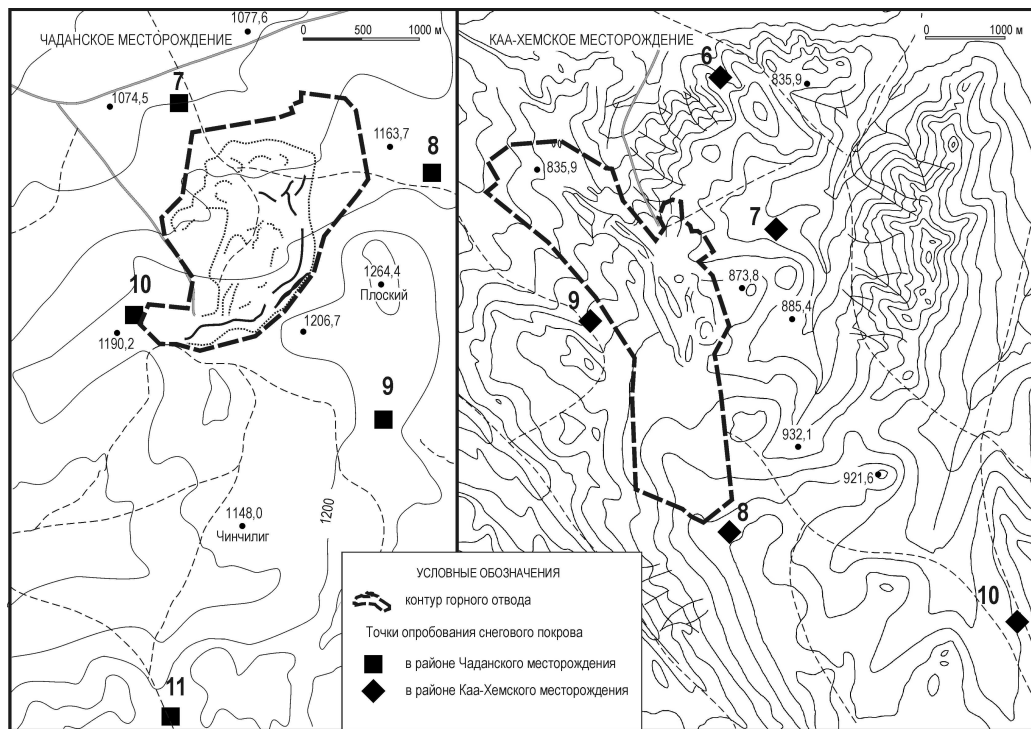 ЧАДАНСКОЕ МЕСТОРОЖДЕНИЕ
1077,6
500 0 500 1000 м
1074,5
7
1163,7
8
1264,4
Плоский
10
1206,7
1190,2
9
1200
1148,0
Чинчилиг
11
КАА-ХЕМСКОЕ МЕСТОРОЖДЕНИЕ
0 1000 м
6
835,9
835,9
7
873,8
885,4
9
932,1
921,6
8
10
УСЛОВНЫЕ ОБОЗНАЧЕНИЯ
контур горного отвода
Точки опробования снегового покрова
в районе Чаданского месторождения
в районе Каа-Хемского месторождения